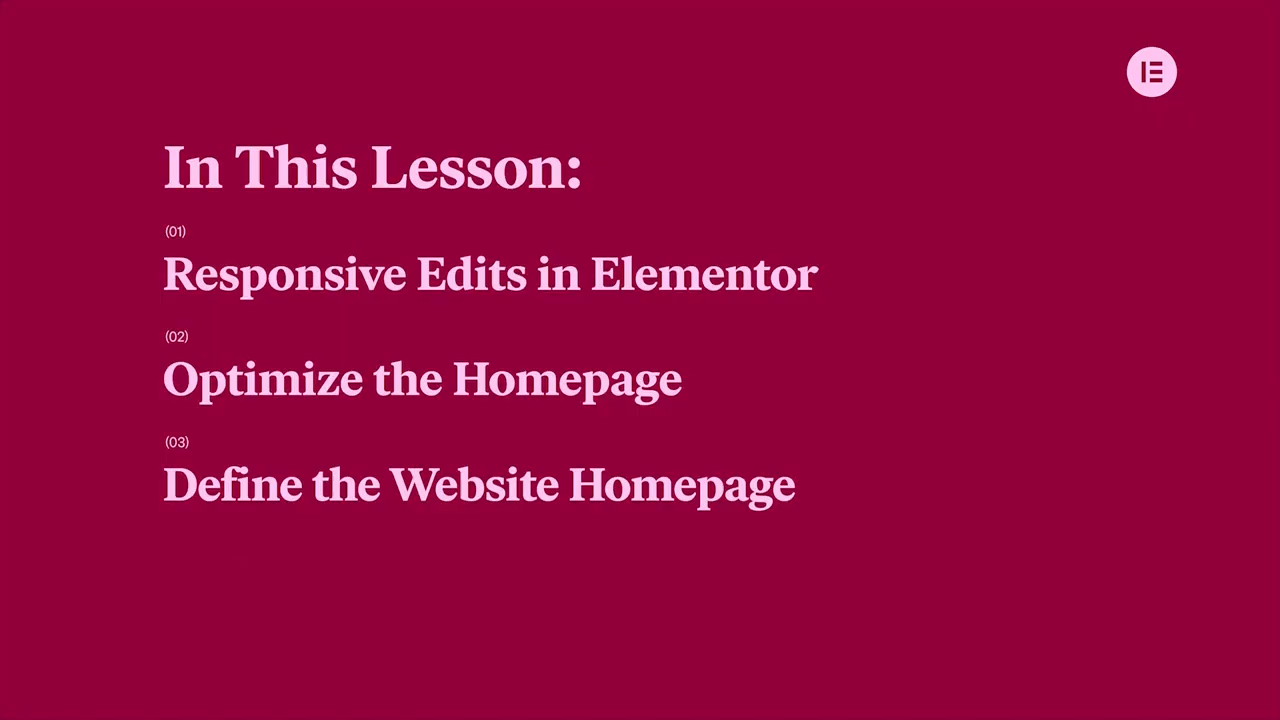 In This Lesson:
(01)
Responsive Edits in Elementor
(02)
Optimize the Homepage
(03)
Define the Website Homepage